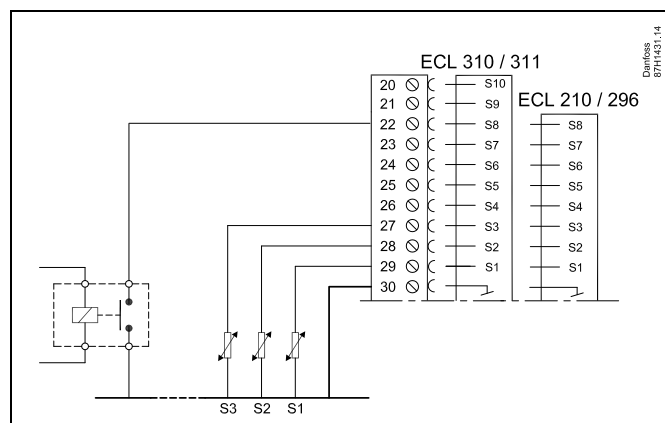 Danfoss
87H1431.14
ECL 310 / 311
ECL 210 / 296
20 S10
21 S9
22 S8 S8
23 S7 S7
24 S6 S6
25 S5 S5
26 S4 S4
27 S3 S3
28 S2 S2
29 S1 S1
30
S3 S2 S1